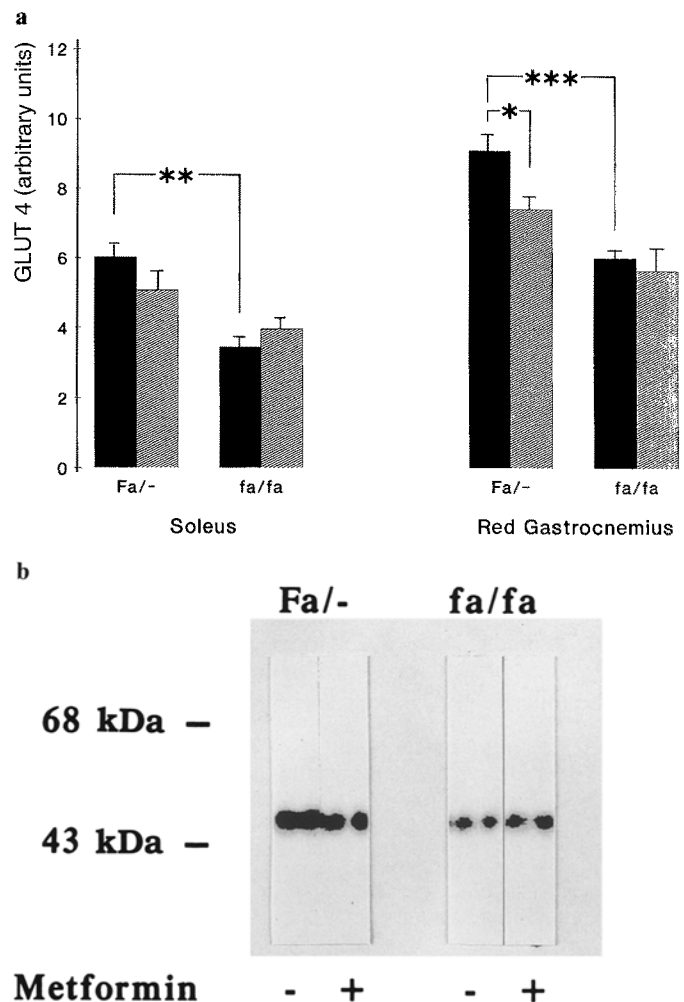 a
GLUT 4 (arbitrary units)
12
10
8
6
4
2
0
**
***
*
Fa/-
fa/fa
Fa/-
fa/fa
Soleus
Red Gastrocnemius
b
Fa/-
fa/fa
68 kDa –
43 kDa –
Metformin - + - +